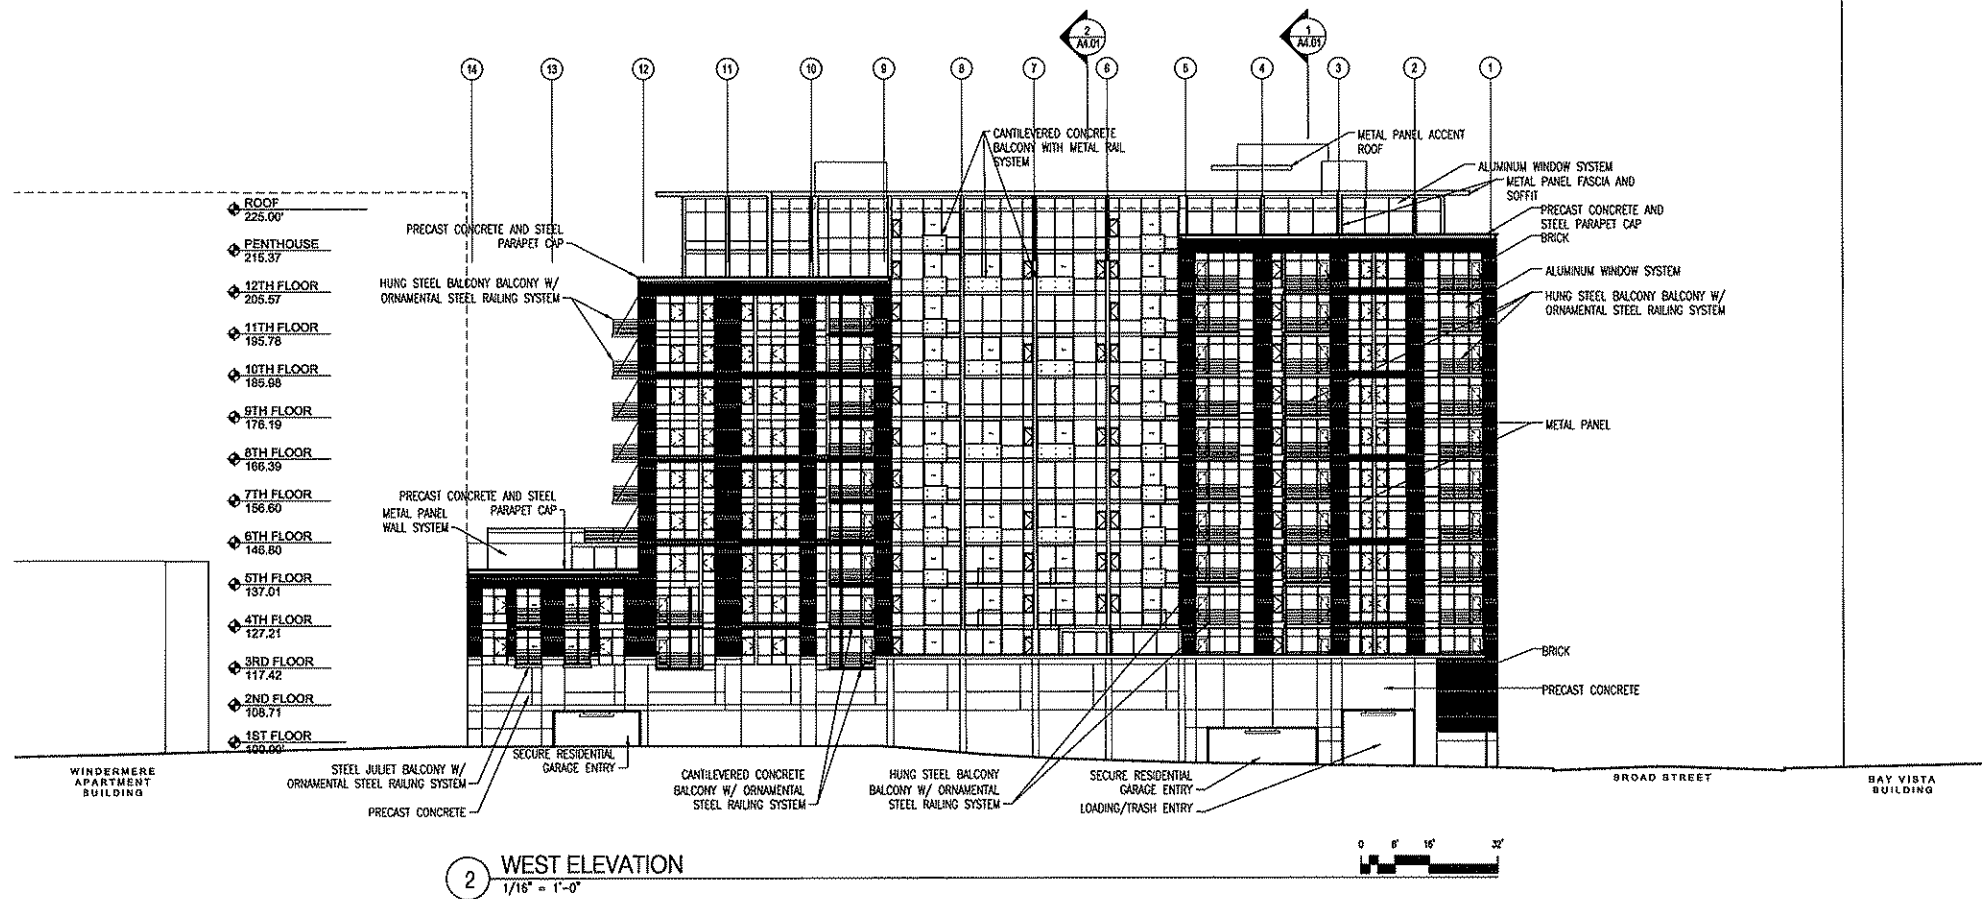 2
A4.01
1
A4.01
14 13 12 11 10 9 8 7 6 5 4 3 2 1
CANTILEVERED CONCRETE
BALCONY WITH METAL RAIL
SYSTEM
METAL PANEL ACCENT
ROOF
ALUMINUM WINDOW SYSTEM
METAL PANEL FASCIA AND
SOFFIT
PRECAST CONCRETE AND
STEEL PARAPET CAP
BRICK
ALUMINUM WINDOW SYSTEM
HUNG STEEL BALCONY BALCONY W/
ORNAMENTAL STEEL RAILING SYSTEM
METAL PANEL
BRICK
PRECAST CONCRETE
ROOF
225.00'
PENTHOUSE
215.37
12TH FLOOR
205.57
11TH FLOOR
195.78
10TH FLOOR
185.98
9TH FLOOR
176.19
8TH FLOOR
166.39
7TH FLOOR
156.60
6TH FLOOR
146.80
5TH FLOOR
137.01
4TH FLOOR
127.21
3RD FLOOR
117.42
2ND FLOOR
108.71
1ST FLOOR
100.00'
PRECAST CONCRETE AND STEEL
PARAPET CAP
HUNG STEEL BALCONY BALCONY W/
ORNAMENTAL STEEL RAILING SYSTEM
PRECAST CONCRETE AND STEEL
PARAPET CAP
METAL PANEL
WALL SYSTEM
WINDERMERE
APARTMENT
BUILDING
STEEL JULIET BALCONY W/
ORNAMENTAL STEEL RAILING SYSTEM
PRECAST CONCRETE
SECURE RESIDENTIAL
GARAGE ENTRY
CANTILEVERED CONCRETE
BALCONY W/ ORNAMENTAL
STEEL RAILING SYSTEM
HUNG STEEL BALCONY
BALCONY W/ ORNAMENTAL
STEEL RAILING SYSTEM
SECURE RESIDENTIAL
GARAGE ENTRY
LOADING/TRASH ENTRY
BROAD STREET
BAY VISTA
BUILDING
0 8' 16' 32'
2
WEST ELEVATION
1/16" = 1'-0"